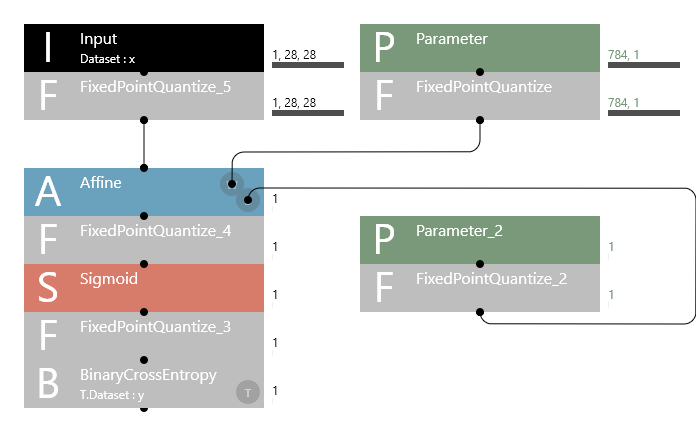 I Input
Dataset : x
1, 28, 28
F FixedPointQuantize_5
1, 28, 28
P Parameter
784, 1
F FixedPointQuantize
784, 1
A Affine
1
F FixedPointQuantize_4
1
S Sigmoid
1
F FixedPointQuantize_3
1
B BinaryCrossEntropy
T.Dataset : y
T
1
P Parameter_2
1
F FixedPointQuantize_2
1